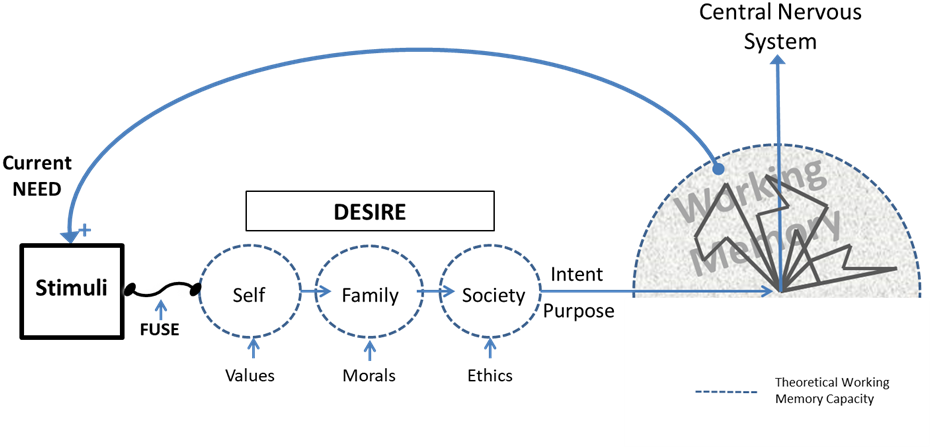 Central Nervous
System
Current
NEED
+
DESIRE
Working
Memory
Stimuli
Self
Family
Society
Intent
Purpose
FUSE
Values
Morals
Ethics
Theoretical Working
Memory Capacity